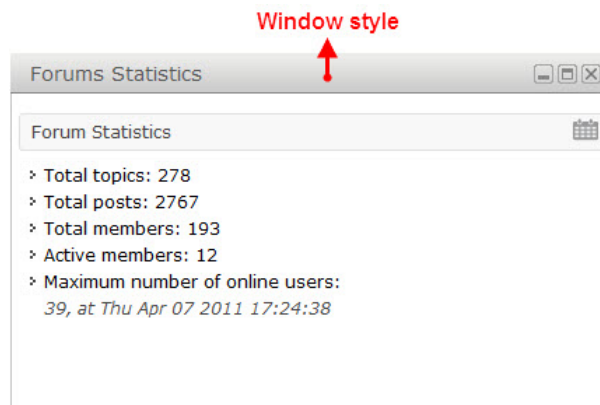 Window style
Forums Statistics
Forum Statistics
Total topics: 278
Total posts: 2767
Total members: 193
Active members: 12
Maximum number of online users:
39, at Thu Apr 07 2011 17:24:38